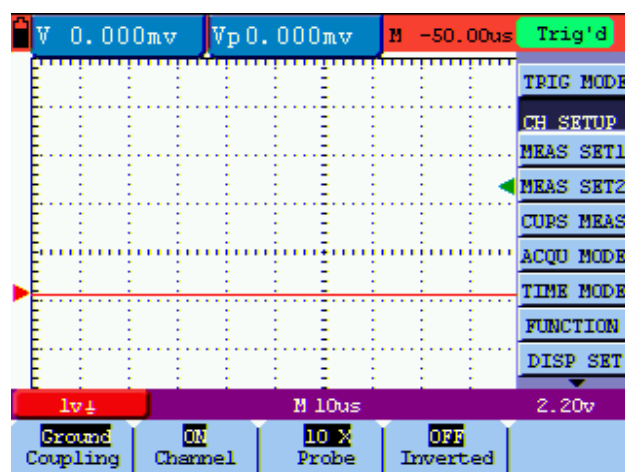 V 0.000mv Vp0.000mv M -50.00us Trig'd
TRIG MODE
CH SETUP
MEAS SET1
MEAS SET2
CURS MEAS
ACQU MODE
TIME MODE
FUNCTION
DISP SET
1v M 10us 2.20v
Ground ON 10 X OFF
Coupling Channel Probe Inverted